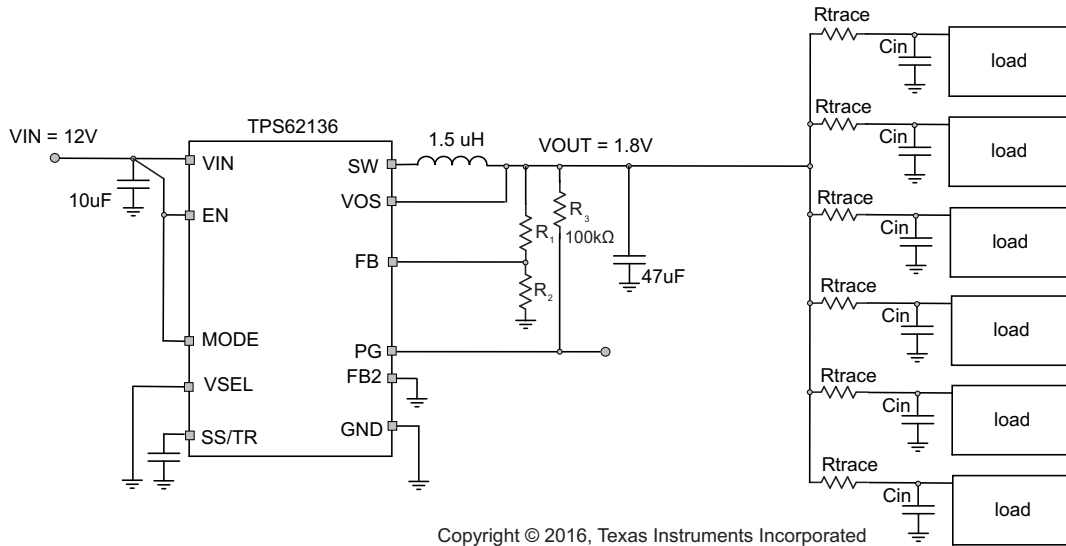 TPS62136
VIN = 12V
10uF
VIN
EN
MODE
VSEL
SS/TR
SW
VOS
FB
PG
FB2
GND
1.5 uH
VOUT = 1.8V
R1
R2
R3
100kΩ
47uF
Rtrace
Cin
load
Rtrace
Cin
load
Rtrace
Cin
load
Rtrace
Cin
load
Rtrace
Cin
load
Rtrace
Cin
load
Copyright © 2016, Texas Instruments Incorporated